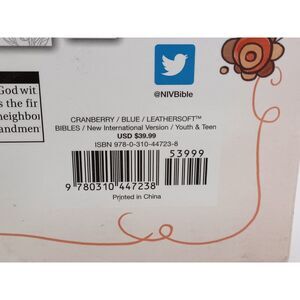 God wit
s the fir
neighbor
andmen
@NIVBible
CRANBERRY / BLUE / LEATHERSOFT™
BIBLES / New International Version / Youth & Teen
USD $39.99
ISBN 978-0-310-44723-8
53999
9 780310 447238
Printed in China